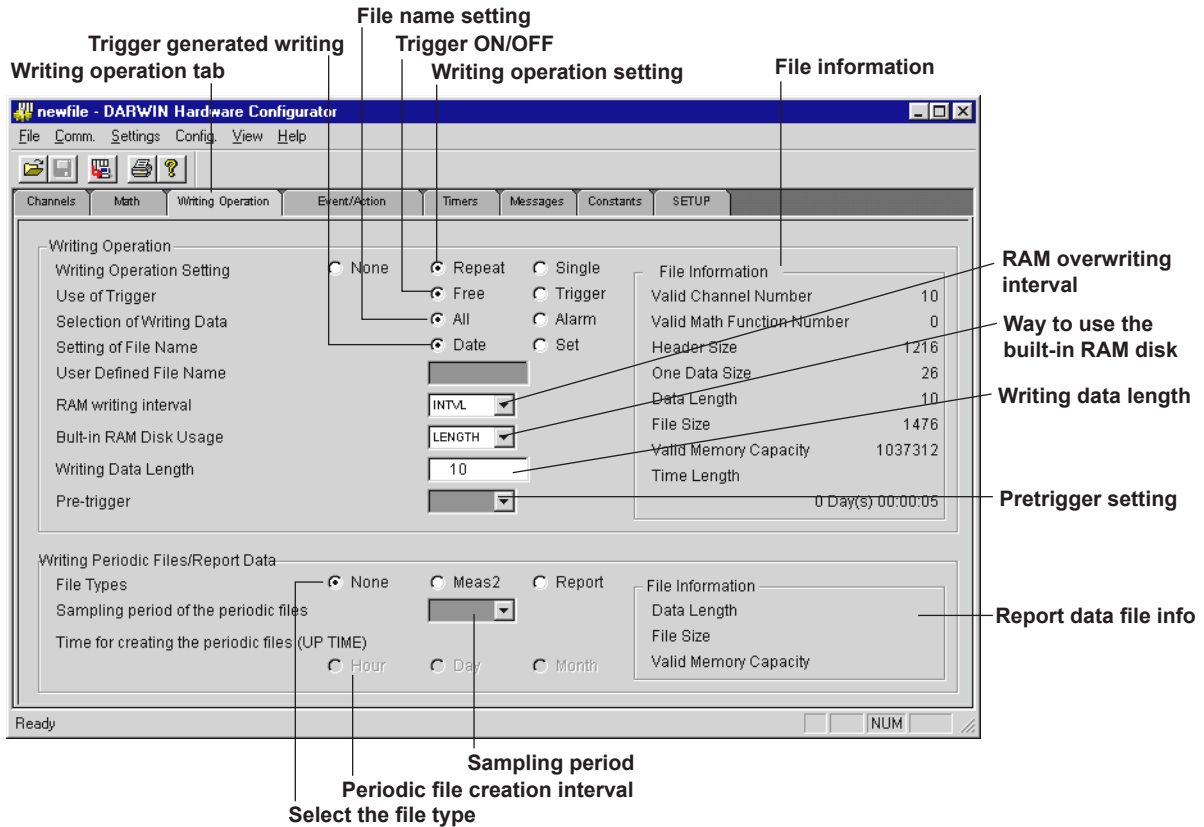 File name setting
Trigger generated writing
Trigger ON/OFF
Writing operation tab
Writing operation setting
File information
newfile - DARWIN Hardware Configurator
File Comm. Settings Config. View Help
Channels Math Writing Operation Event/Action Timers Messages Constants SETUP
Writing Operation
Writing Operation Setting None Repeat Single
Use of Trigger Free Trigger
Selection of Writing Data All Alarm
Setting of File Name Date Set
User Defined File Name
RAM writing interval INTVL
Bult-in RAM Disk Usage LENGTH
Writing Data Length 10
Pre-trigger
File Information
Valid Channel Number 10
Valid Math Function Number 0
Header Size 1216
One Data Size 26
Data Length 10
File Size 1476
Valid Memory Capacity 1037312
Time Length
0 Day(s) 00:00:05
RAM overwriting
interval
Way to use the
built-in RAM disk
Writing data length
Pretrigger setting
Writing Periodic Files/Report Data
File Types None Meas2 Report
Sampling period of the periodic files
Time for creating the periodic files (UP TIME)
Hour Day Month
File Information
Data Length
File Size
Valid Memory Capacity
Report data file info
Ready NUM
Sampling period
Periodic file creation interval
Select the file type